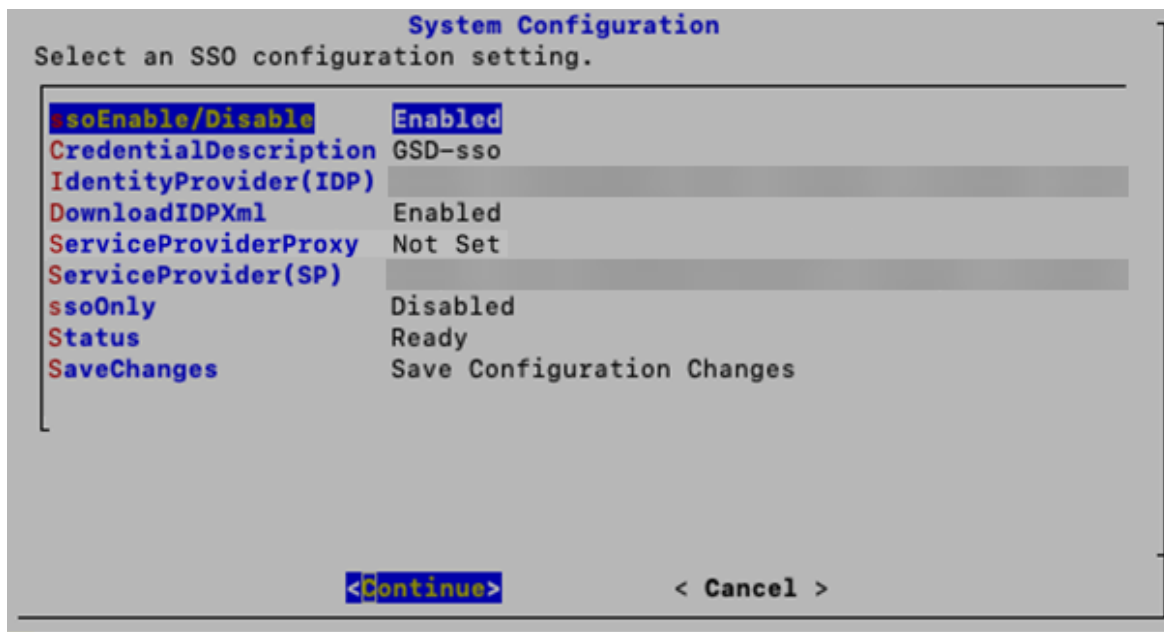 System Configuration
Select an SSO configuration setting.
ssoEnable/Disable Enabled
CredentialDescription GSD-sso
IdentityProvider(IDP)
DownloadIDPXml Enabled
ServiceProviderProxy Not Set
ServiceProvider(SP)
ssoOnly Disabled
Status Ready
SaveChanges Save Configuration Changes
<Continue> < Cancel >